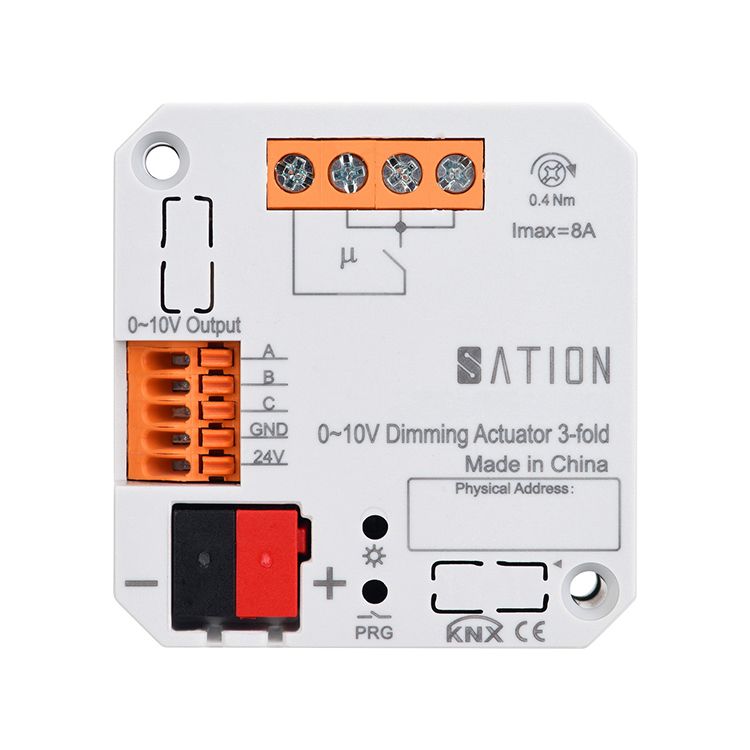 0.4 Nm
Imax=8A
μ
0~10V Output
A
B
C
GND
24V
SATION
0~10V Dimming Actuator 3-fold
Made in China
Physical Address:
− +
PRG
KNX CE